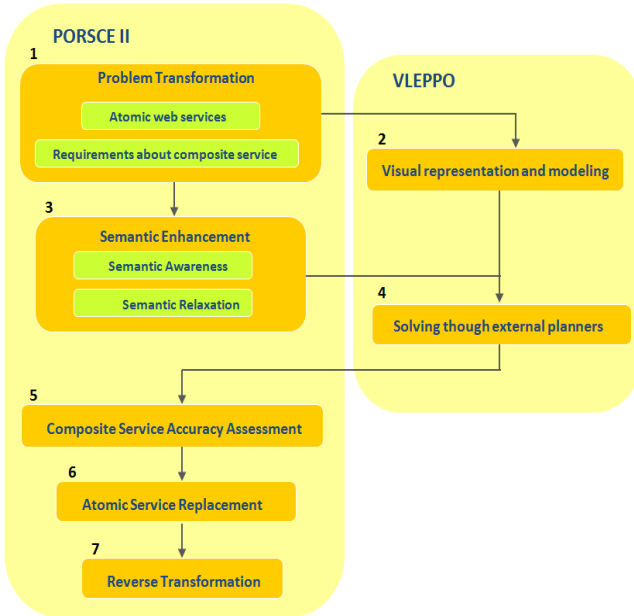 PORSCE II
1
Problem Transformation
Atomic web services
Requirements about composite service
VLEPPO
2
Visual representation and modeling
3
Semantic Enhancement
Semantic Awareness
Semantic Relaxation
4
Solving though external planners
5
Composite Service Accuracy Assessment
6
Atomic Service Replacement
7
Reverse Transformation